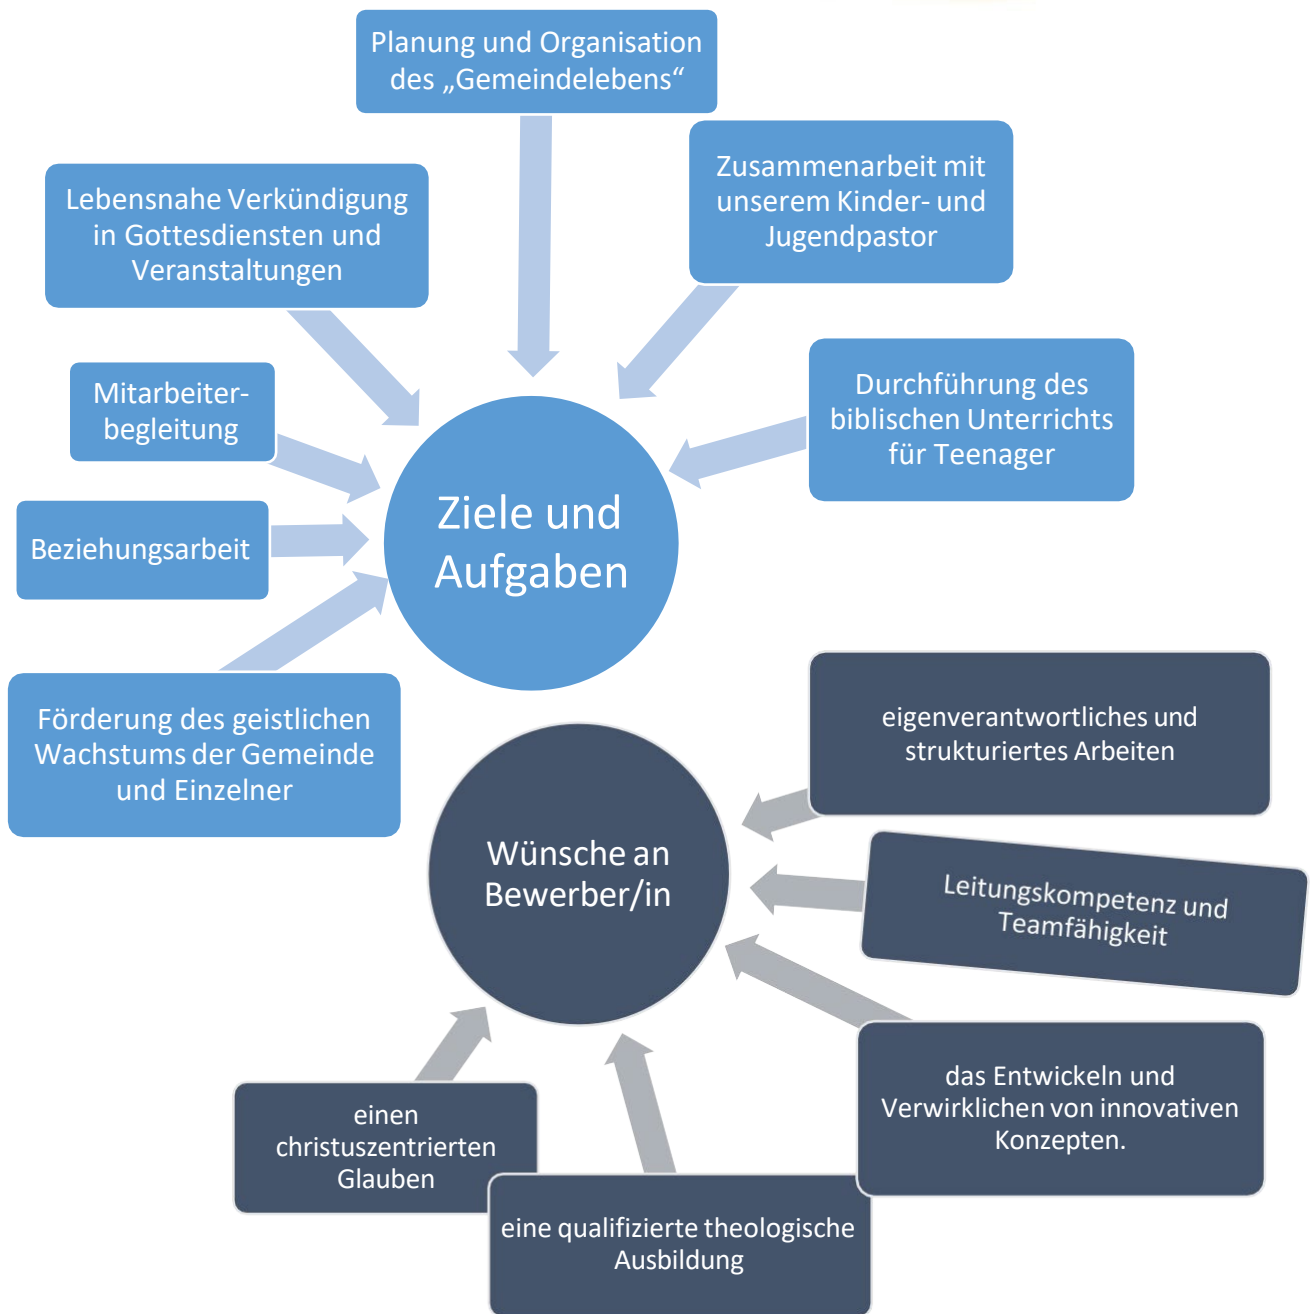 Planung und Organisation
des „Gemeindelebens“
Zusammenarbeit mit
unserem Kinder- und
Jugendpastor
Lebensnahe Verkündigung
in Gottesdiensten und
Veranstaltungen
Durchführung des
biblischen Unterrichts
für Teenager
Mitarbeiter-
begleitung
Ziele und
Aufgaben
Beziehungsarbeit
Förderung des geistlichen
Wachstums der Gemeinde
und Einzelner
eigenverantwortliches und
strukturiertes Arbeiten
Wünsche an
Bewerber/in
Leitungskompetenz und
Teamfähigkeit
das Entwickeln und
Verwirklichen von innovativen
Konzepten.
einen
christuszentrierten
Glauben
eine qualifizierte theologische
Ausbildung